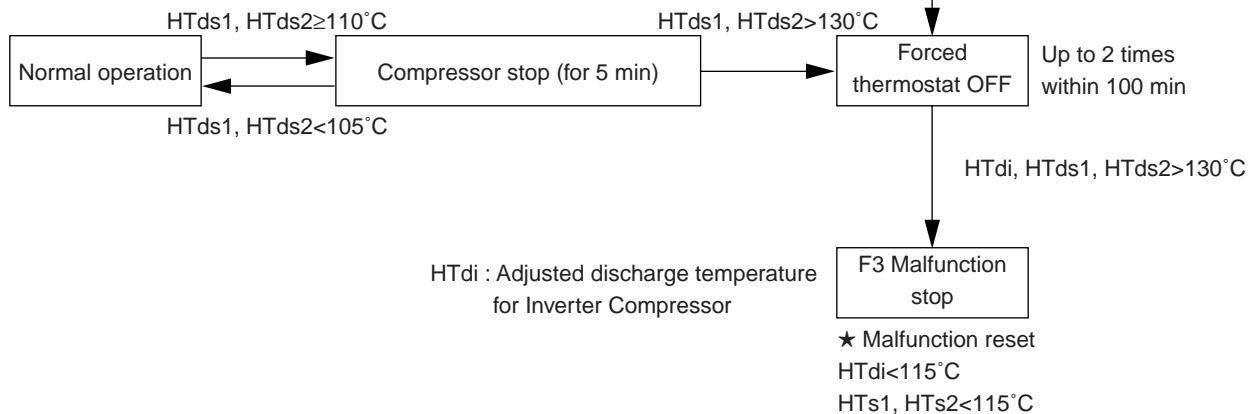 HTds1, HTds2≥110˚C
HTds1, HTds2>130˚C
Normal operation
Compressor stop (for 5 min)
Forced
thermostat OFF
Up to 2 times
within 100 min
HTds1, HTds2<105˚C
HTdi, HTds1, HTds2>130˚C
HTdi : Adjusted discharge temperature
for Inverter Compressor
F3 Malfunction
stop
★ Malfunction reset
HTdi<115˚C
HTs1, HTs2<115˚C